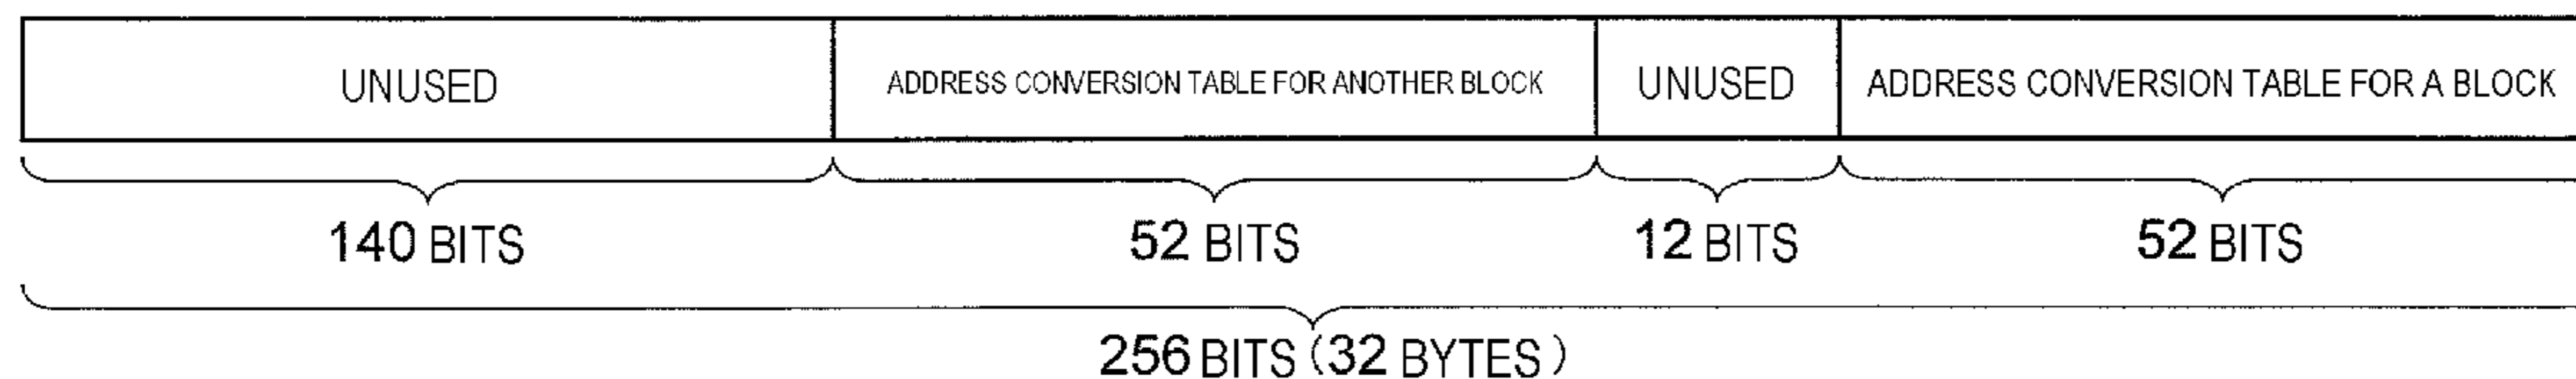 UNUSED ADDRESS CONVERSION TABLE FOR ANOTHER BLOCK UNUSED ADDRESS CONVERSION TABLE FOR A BLOCK
140 BITS 52 BITS 12 BITS 52 BITS
256 BITS (32 BYTES)